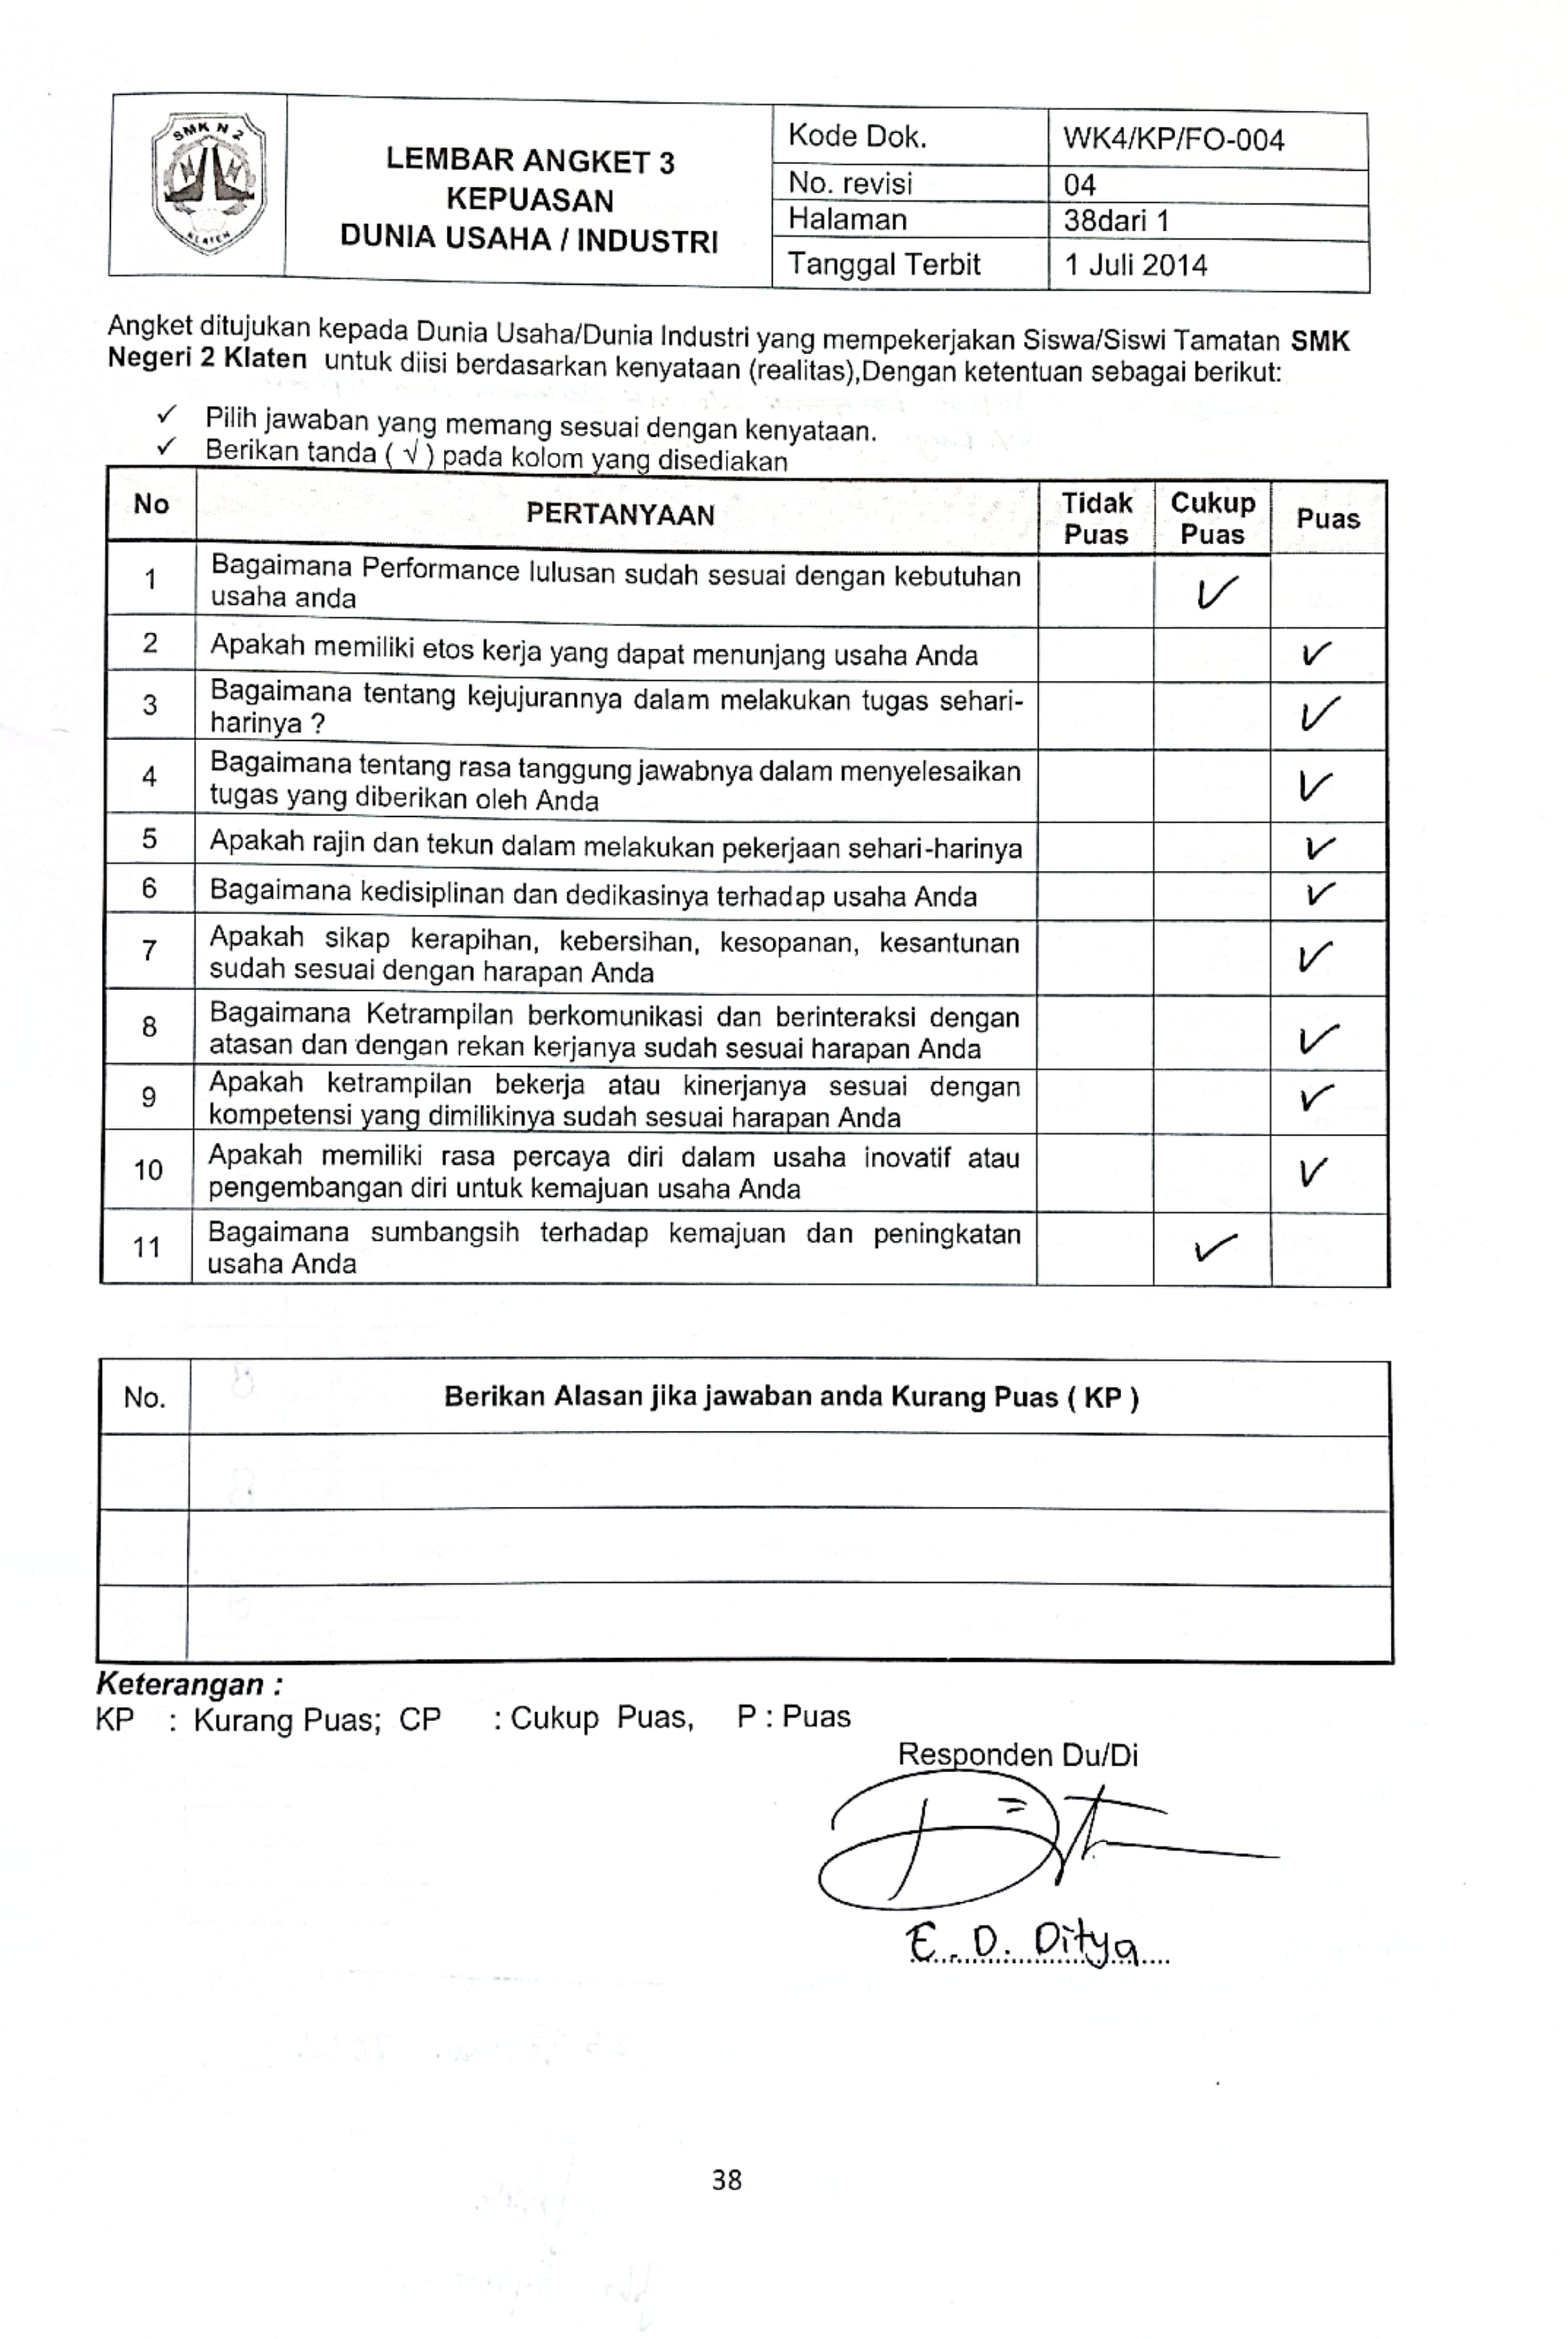 SMK N 2
KLATEN
LEMBAR ANGKET 3
KEPUASAN
DUNIA USAHA / INDUSTRI
Kode Dok. WK4/KP/FO-004
No. revisi 04
Halaman 38dari 1
Tanggal Terbit 1 Juli 2014
Angket ditujukan kepada Dunia Usaha/Dunia Industri yang mempekerjakan Siswa/Siswi Tamatan SMK
Negeri 2 Klaten untuk diisi berdasarkan kenyataan (realitas),Dengan ketentuan sebagai berikut:
✓ Pilih jawaban yang memang sesuai dengan kenyataan.
✓ Berikan tanda ( √ ) pada kolom yang disediakan
No PERTANYAAN Tidak Puas Cukup Puas Puas
1 Bagaimana Performance lulusan sudah sesuai dengan kebutuhan ✓
usaha anda
2 Apakah memiliki etos kerja yang dapat menunjang usaha Anda ✓
3 Bagaimana tentang kejujurannya dalam melakukan tugas sehari- ✓
harinya ?
4 Bagaimana tentang rasa tanggung jawabnya dalam menyelesaikan ✓
tugas yang diberikan oleh Anda
5 Apakah rajin dan tekun dalam melakukan pekerjaan sehari-harinya ✓
6 Bagaimana kedisiplinan dan dedikasinya terhadap usaha Anda ✓
7 Apakah sikap kerapihan, kebersihan, kesopanan, kesantunan ✓
sudah sesuai dengan harapan Anda
8 Bagaimana Ketrampilan berkomunikasi dan berinteraksi dengan ✓
atasan dan dengan rekan kerjanya sudah sesuai harapan Anda
9 Apakah ketrampilan bekerja atau kinerjanya sesuai dengan ✓
kompetensi yang dimilikinya sudah sesuai harapan Anda
10 Apakah memiliki rasa percaya diri dalam usaha inovatif atau ✓
pengembangan diri untuk kemajuan usaha Anda
11 Bagaimana sumbangsih terhadap kemajuan dan peningkatan ✓
usaha Anda
No. Berikan Alasan jika jawaban anda Kurang Puas ( KP )
Keterangan :
KP : Kurang Puas; CP : Cukup Puas, P : Puas
Responden Du/Di
E. D. Ditya
38